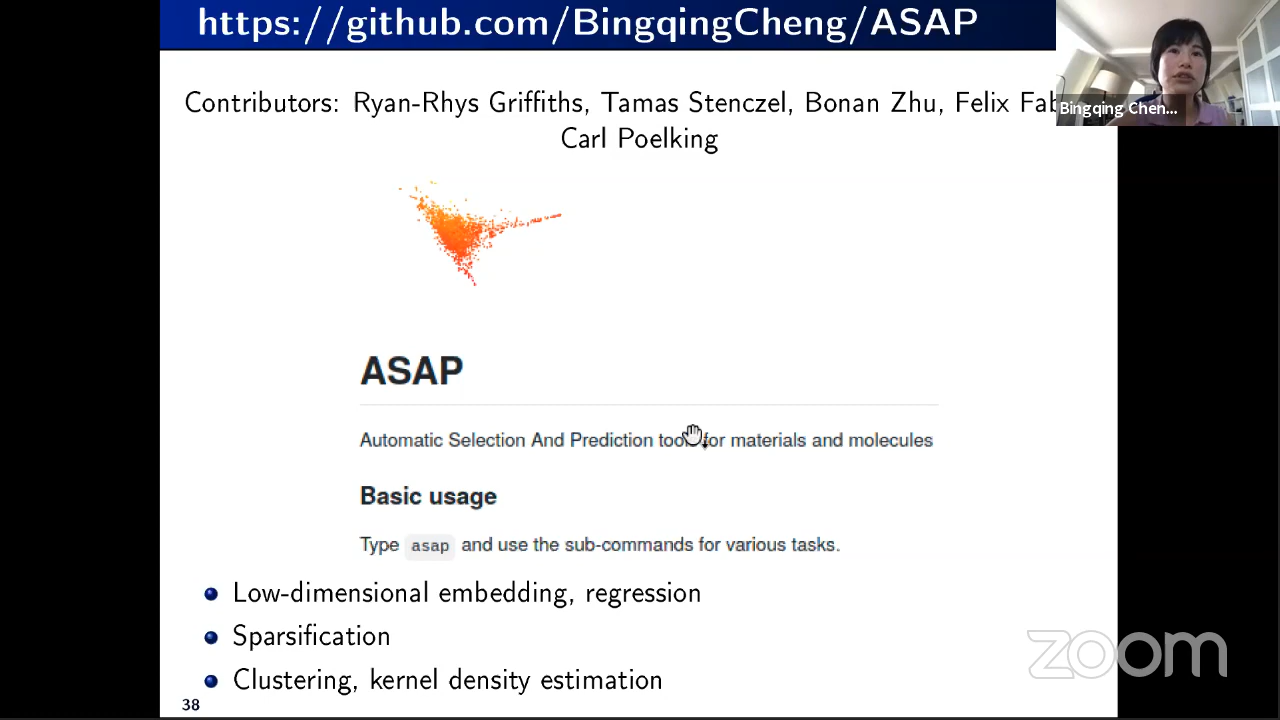 https://github.com/BingqingCheng/ASAP
Contributors: Ryan-Rhys Griffiths, Tamas Stenczel, Bonan Zhu, Felix
Bingqing Chen...
Carl Poelking
ASAP
Automatic Selection And Prediction tools for materials and molecules
Basic usage
Type asap and use the sub-commands for various tasks.
Low-dimensional embedding, regression
Sparsification
Clustering, kernel density estimation
zoom
38